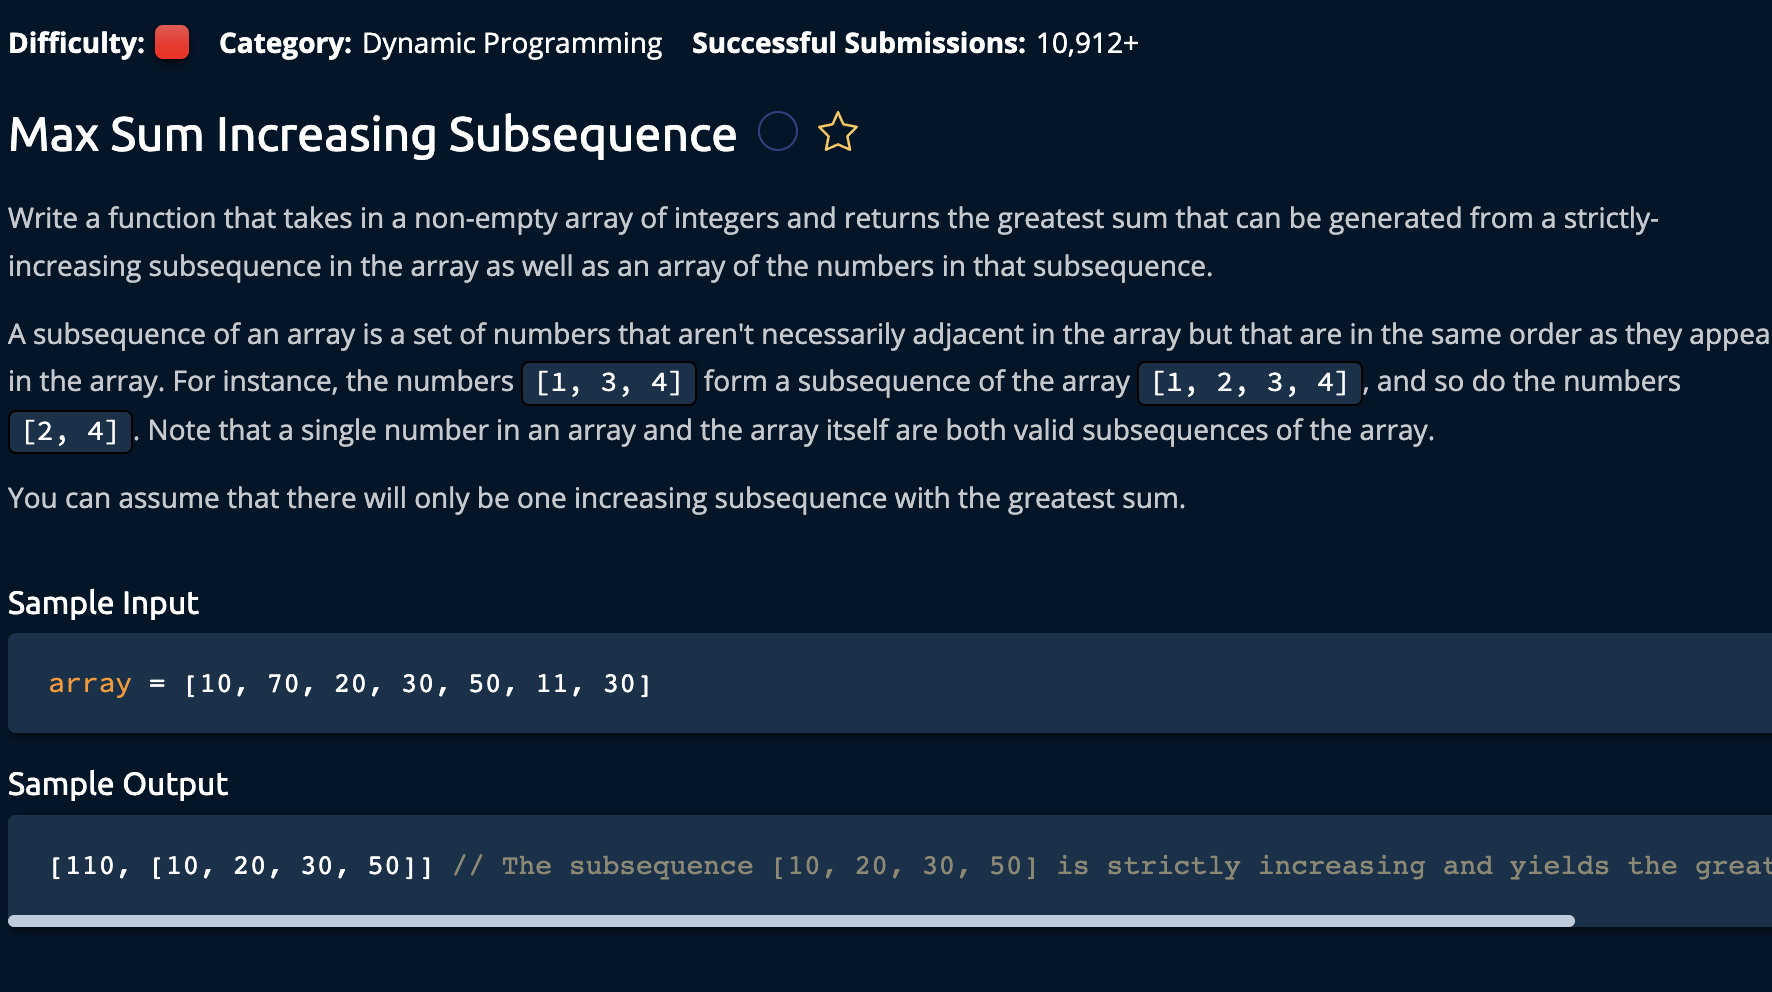 Difficulty: Category: Dynamic Programming Successful Submissions: 10,912+
Max Sum Increasing Subsequence
Write a function that takes in a non-empty array of integers and returns the greatest sum that can be generated from a strictly-
increasing subsequence in the array as well as an array of the numbers in that subsequence.
A subsequence of an array is a set of numbers that aren't necessarily adjacent in the array but that are in the same order as they appea
in the array. For instance, the numbers [1, 3, 4] form a subsequence of the array [1, 2, 3, 4], and so do the numbers
[2, 4]. Note that a single number in an array and the array itself are both valid subsequences of the array.
You can assume that there will only be one increasing subsequence with the greatest sum.
Sample Input
array = [10, 70, 20, 30, 50, 11, 30]
Sample Output
[110, [10, 20, 30, 50]] // The subsequence [10, 20, 30, 50] is strictly increasing and yields the great